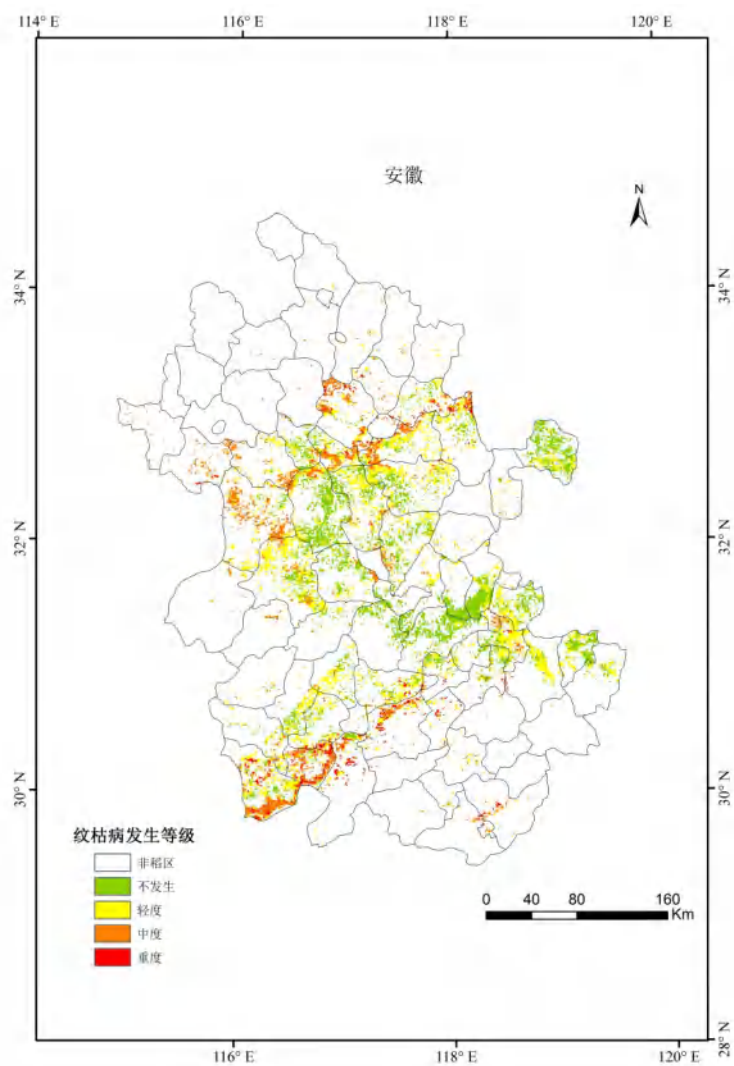 114° E 116° E 118° E 120° E
安徽
N
34° N 34° N
32° N 32° N
30° N 30° N
纹枯病发生等级
非稻区
不发生
轻度
中度
重度
0 40 80 160
Km
28° N
116° E 118° E 120° E